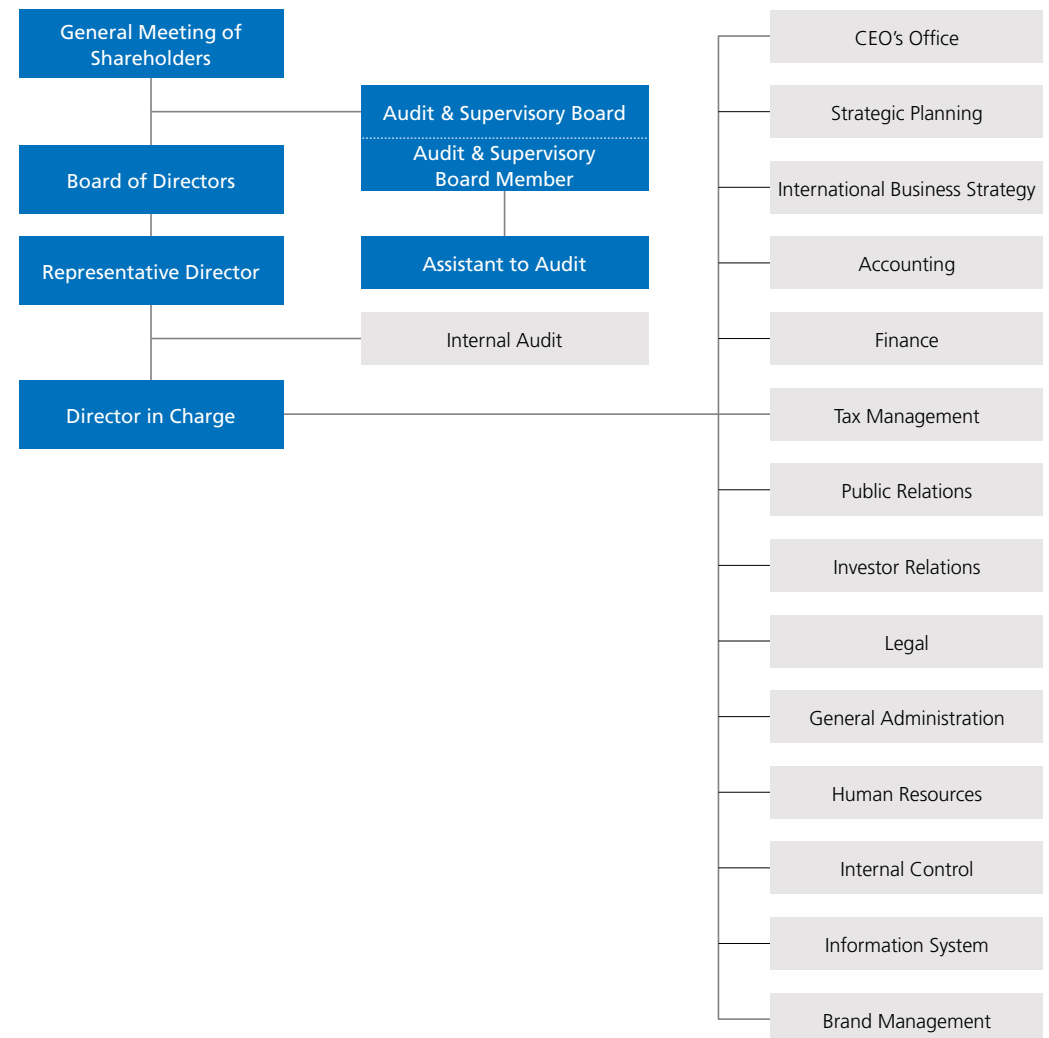 General Meeting of
Shareholders
Audit & Supervisory Board
Audit & Supervisory
Board Member
Board of Directors
Representative Director
Assistant to Audit
Internal Audit
Director in Charge
CEO's Office
Strategic Planning
International Business Strategy
Accounting
Finance
Tax Management
Public Relations
Investor Relations
Legal
General Administration
Human Resources
Internal Control
Information System
Brand Management